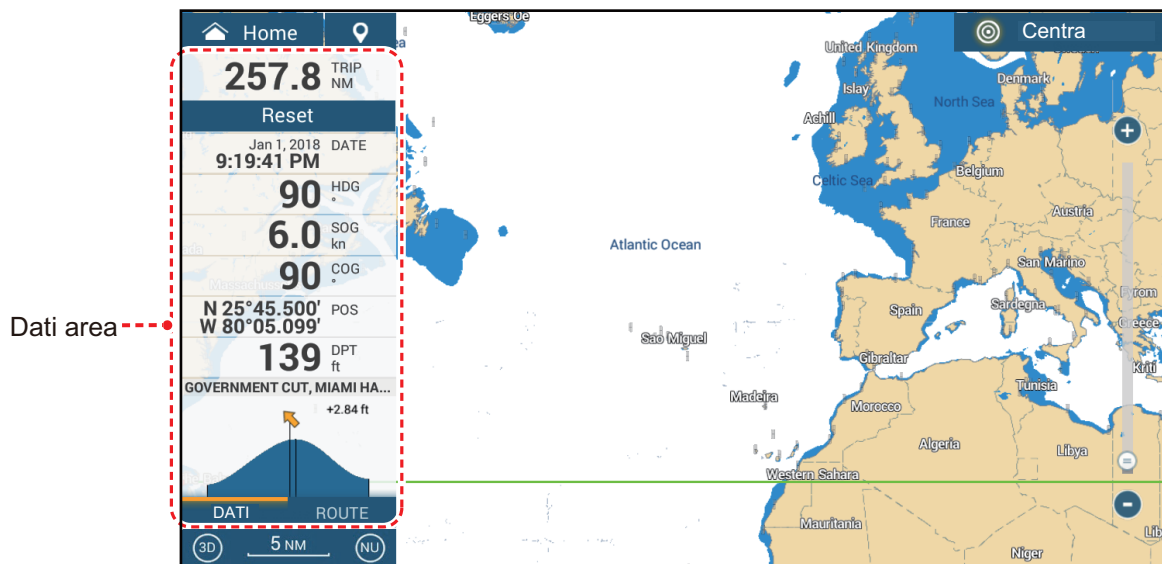 Home
257.8 TRIP NM
Reset
Jan 1, 2018 DATE
9:19:41 PM
90 HDG °
6.0 SOG kn
90 COG °
N 25°45.500' POS
W 80°05.099'
139 DPT ft
GOVERNMENT CUT, MIAMI HA...
+2.84 ft
DATI ROUTE
3D 5 NM NU
Dati area
Eggers Oe
Centra
United Kingdom
Denmark
Islay
North Sea
Achill
Celtic Sea
Belgium
France
Austria
Atlantic Ocean
San Marino
Fyrom
Spain
Sardegna
Greece
Sao Miguel
Gibraltar
Kriti
Tunisia
Madeira
Morocco
Algeria
Libya
Western Sahara
Mauritania
Niger
Lib